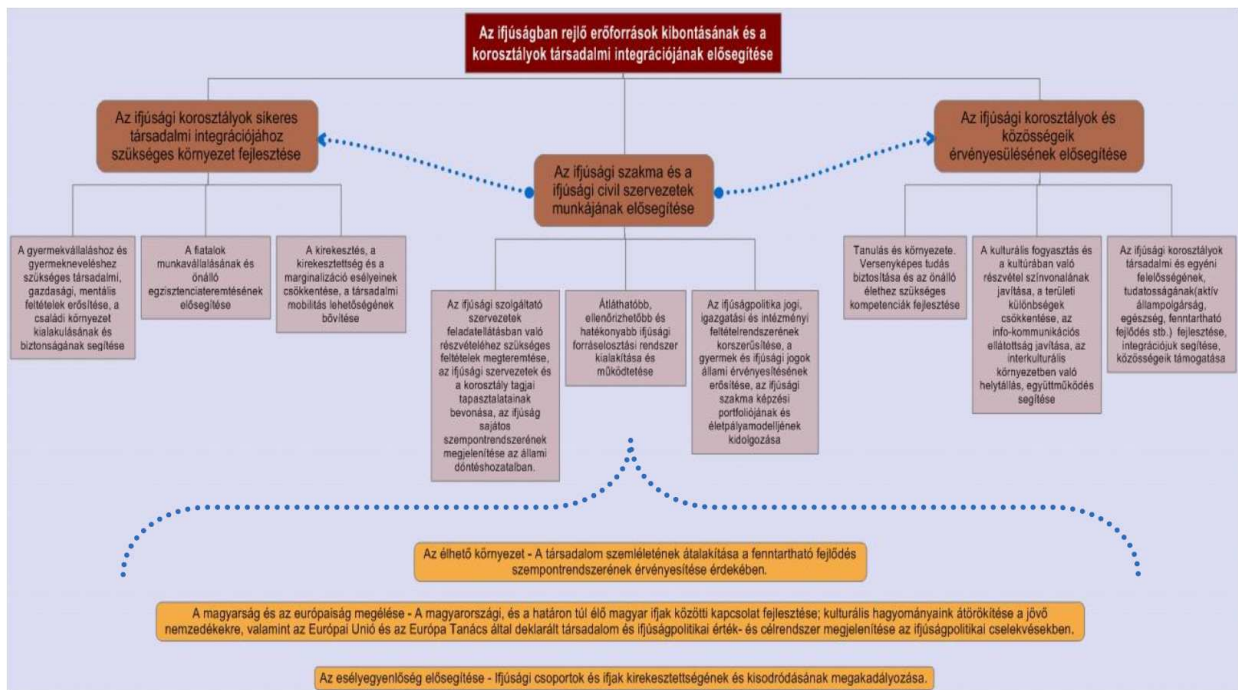 Az ifjúságban rejlő erőforrások kibontásának és a
korosztályok társadalmi integrációjának elősegítése
Az ifjúsági korosztályok sikeres
társadalmi integrációjához
szükséges környezet fejlesztése
Az ifjúsági szakma és a
ifjúsági civil szervezetek
munkájának elősegítése
Az ifjúsági korosztályok és
közösségeik
érvényesülésének elősegítése
A gyermekvállaláshoz és
gyermekneveléshez
szükséges társadalmi,
gazdasági, mentális
feltételek erősítése, a
családi környezet
kialakulásának és
biztonságának segítése
A fiatalok
munkavállalásának és
önálló
egzisztenciateremtésének
elősegítése
A kirekesztés, a
kirekesztettség és a
marginalizáció esélyeinek
csökkentése, a társadalmi
mobilitás lehetőségének
bővítése
Az ifjúsági szolgáltató
szervezetek
feladatellátásban való
részvételéhez szükséges
feltételek megteremtése,
az ifjúsági szervezetek és
a korosztály tagjai
tapasztalatainak
bevonása, az ifjúság
sajátos
szempontrendszerének
megjelenítése az állami
döntéshozatalban.
Átláthatóbb,
ellenőrizhetőbb és
hatékonyabb ifjúsági
forráselosztási rendszer
kialakítása és
működtetése
Az ifjúságpolitika jogi,
igazgatási és intézményi
feltételrendszerének
korszerűsítése, a
gyermek és ifjúsági jogok
állami érvényesítésének
erősítése, az ifjúsági
szakma képzési
portfoliójának és
életpályamodelljének
kidolgozása
Tanulás és környezete.
Versenyképes tudás
biztosítása és az önálló
élethez szükséges
kompetenciák fejlesztése
A kulturális fogyasztás és
a kultúrában való
részvétel színvonalának
javítása, a területi
különbségek
csökkentése, az
info-kommunikációs
ellátottság javítása, az
interkulturális
környezetben való
helytállás, együttműködés
segítése
Az ifjúsági korosztályok
társadalmi és egyéni
felelősségének,
tudatosságának(aktív
állampolgárság,
egészség, fenntartható
fejlődés stb.) fejlesztése,
integrációjuk segítése,
közösségeik támogatása
Az élhető környezet - A társadalom szemléletének átalakítása a fenntartható fejlődés
szempontrendszerének érvényesítése érdekében.
A magyarság és az európaiság megélése - A magyarországi, és a határon túl élő magyar ifjak közötti kapcsolat fejlesztése; kulturális hagyományaink átörökítése a jövő
nemzedékekre, valamint az Európai Unió és az Európa Tanács által deklarált társadalom és ifjúságpolitikai érték- és célrendszer megjelenítése az ifjúságpolitikai cselekvésekben.
Az esélyegyenlőség elősegítése - Ifjúsági csoportok és ifjak kirekesztettségének és kisodródásának megakadályozása.